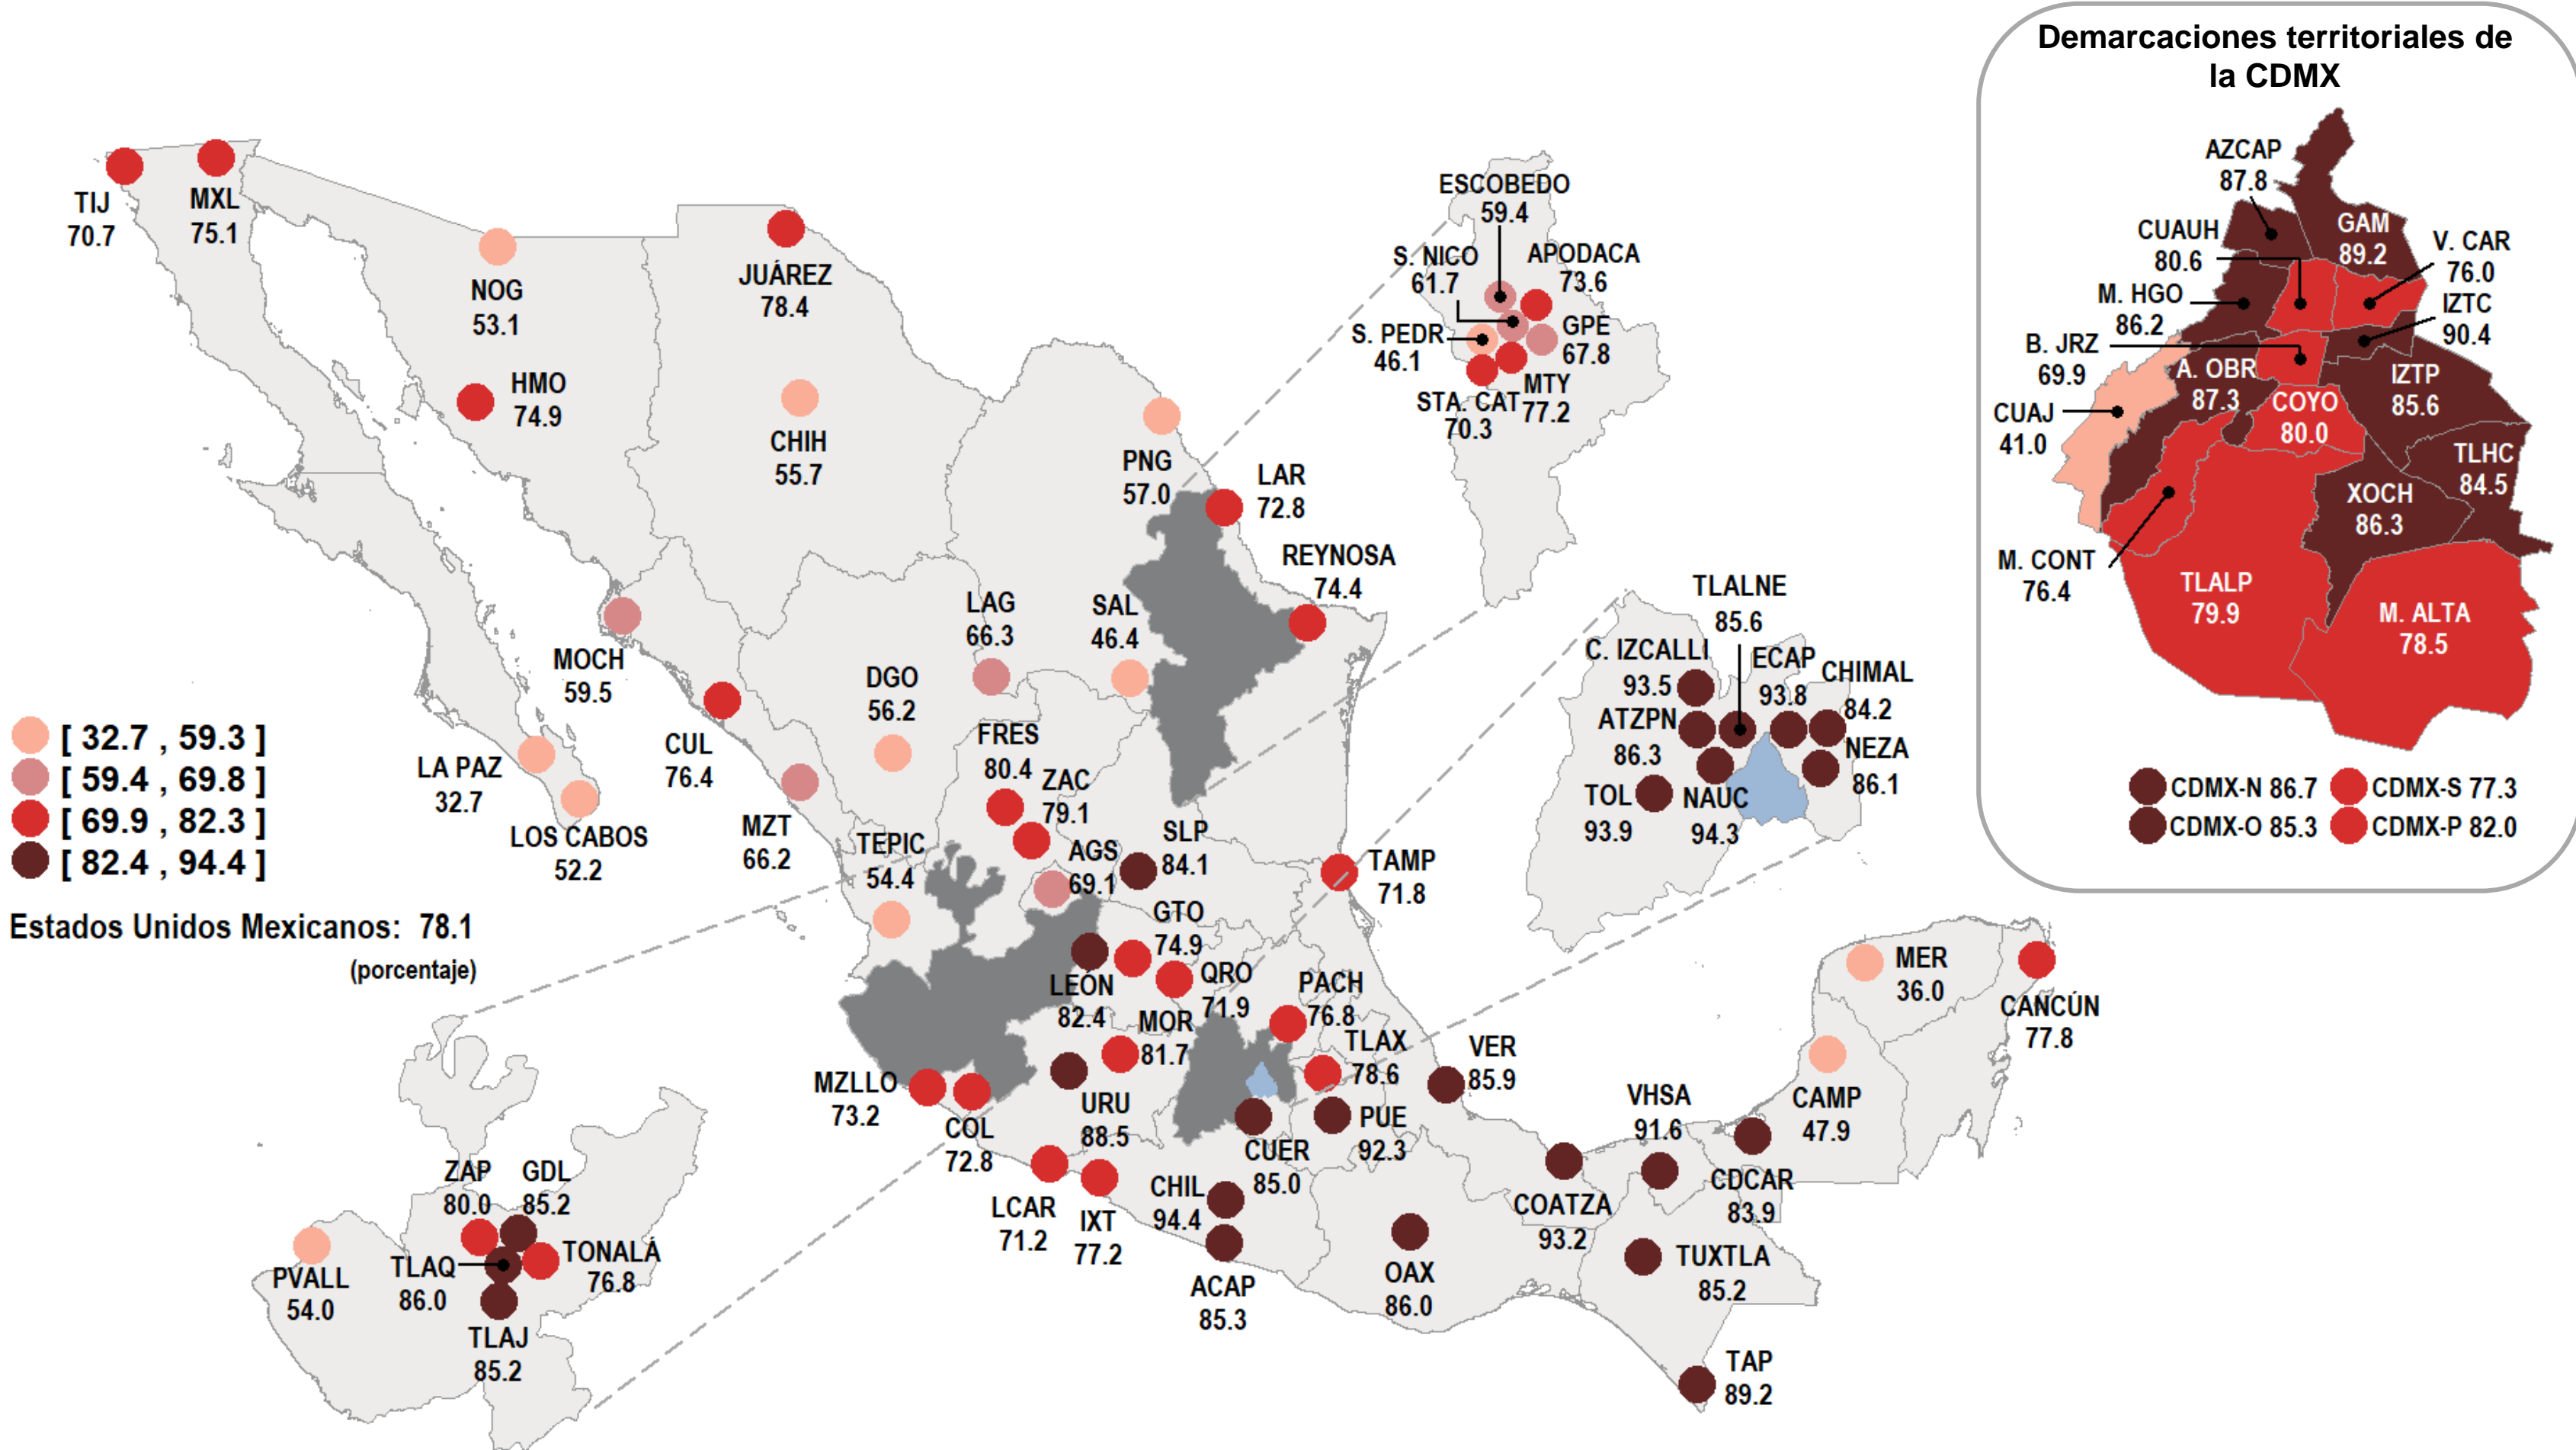 Demarcaciones territoriales de
la CDMX
AZCAP
87.8
CUAUH
80.6
GAM
89.2
V. CAR
76.0
M. HGO
86.2
IZTC
90.4
B. JRZ
69.9
A. OBR
87.3
IZTP
85.6
CUAJ
41.0
COYO
80.0
TLHC
84.5
XOCH
86.3
M. CONT
76.4
TLALP
79.9
M. ALTA
78.5
CDMX-N 86.7
CDMX-S 77.3
CDMX-O 85.3
CDMX-P 82.0
TIJ
70.7
MXL
75.1
NOG
53.1
HMO
74.9
JUÁREZ
78.4
CHIH
55.7
PNG
57.0
LAR
72.8
REYNOSA
74.4
ESCOBEDO
59.4
S. NICO
61.7
APODACA
73.6
S. PEDR
46.1
GPE
67.8
STA. CAT
70.3
MTY
77.2
MOCH
59.5
CUL
76.4
LAG
66.3
SAL
46.4
DGO
56.2
FRES
80.4
ZAC
79.1
LA PAZ
32.7
LOS CABOS
52.2
MZT
66.2
TEPIC
54.4
AGS
69.1
SLP
84.1
TAMP
71.8
TLALNE
85.6
C. IZCALLI
93.5
ECAP
93.8
CHIMAL
84.2
ATZPN
86.3
NEZA
86.1
TOL
93.9
NAUC
94.3
[ 32.7 , 59.3 ]
[ 59.4 , 69.8 ]
[ 69.9 , 82.3 ]
[ 82.4 , 94.4 ]
Estados Unidos Mexicanos: 78.1
(porcentaje)
GTO
74.9
LEÓN
82.4
QRO
71.9
PACH
76.8
MOR
81.7
TLAX
78.6
VER
85.9
MZLLO
73.2
COL
72.8
URU
88.5
CUER
85.0
PUE
92.3
LCAR
71.2
IXT
77.2
CHIL
94.4
ACAP
85.3
OAX
86.0
COATZA
93.2
VHSA
91.6
CDCAR
83.9
CAMP
47.9
MER
36.0
CANCÚN
77.8
TUXTLA
85.2
TAP
89.2
ZAP
80.0
GDL
85.2
PVALL
54.0
TLAQ
86.0
TONALÁ
76.8
TLAJ
85.2